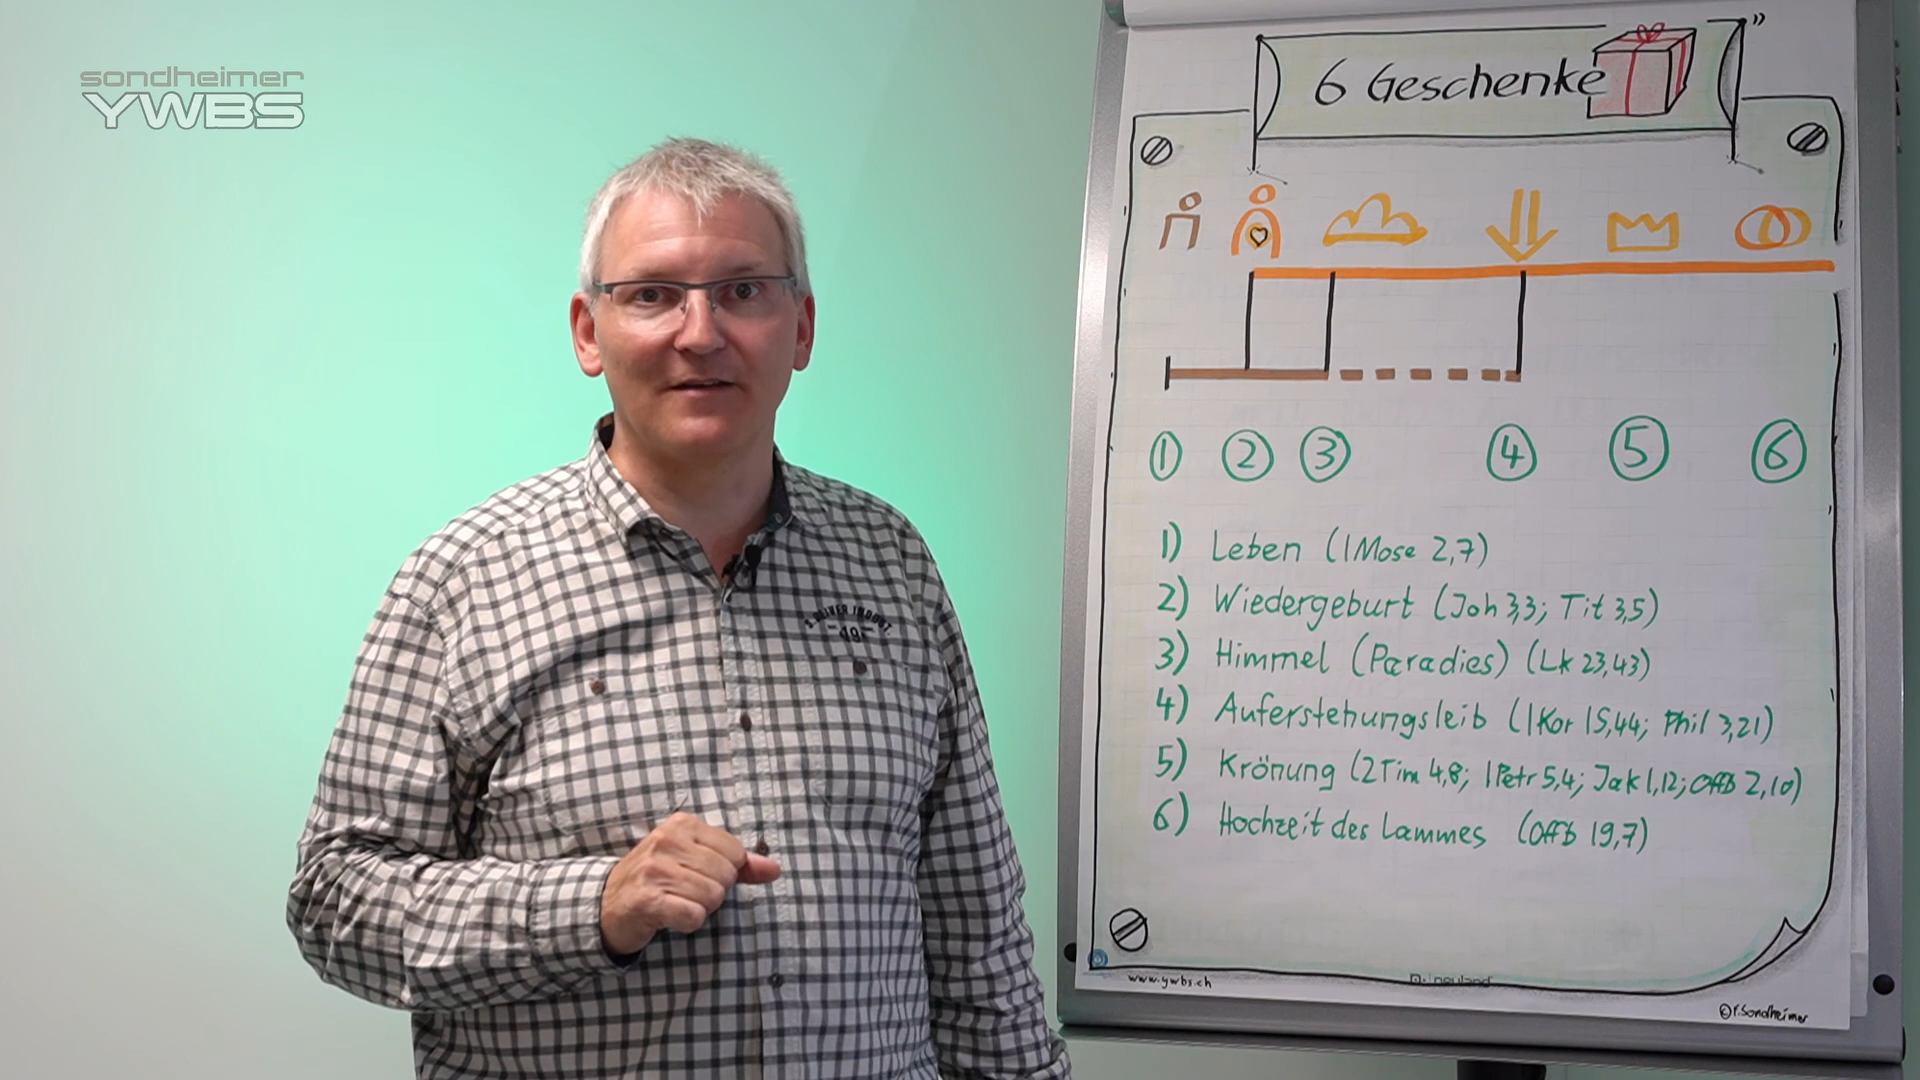 sondheimer
YWBS
6 Geschenke
1 2 3 4 5 6
1) Leben (1Mose 2,7)
2) Wiedergeburt (Joh 3,3; Tit 3,5)
3) Himmel (Paradies) (Lk 23,43)
4) Auferstehungsleib (1Kor 15,44; Phil 3,21)
5) Krönung (2Tim 4,8; 1Petr 5,4; Jak 1,12; Offb 2,10)
6) Hochzeit des Lammes (Offb 19,7)
www.ywbs.ch
neuland
© P. Sondheimer
S. OLIVER
19